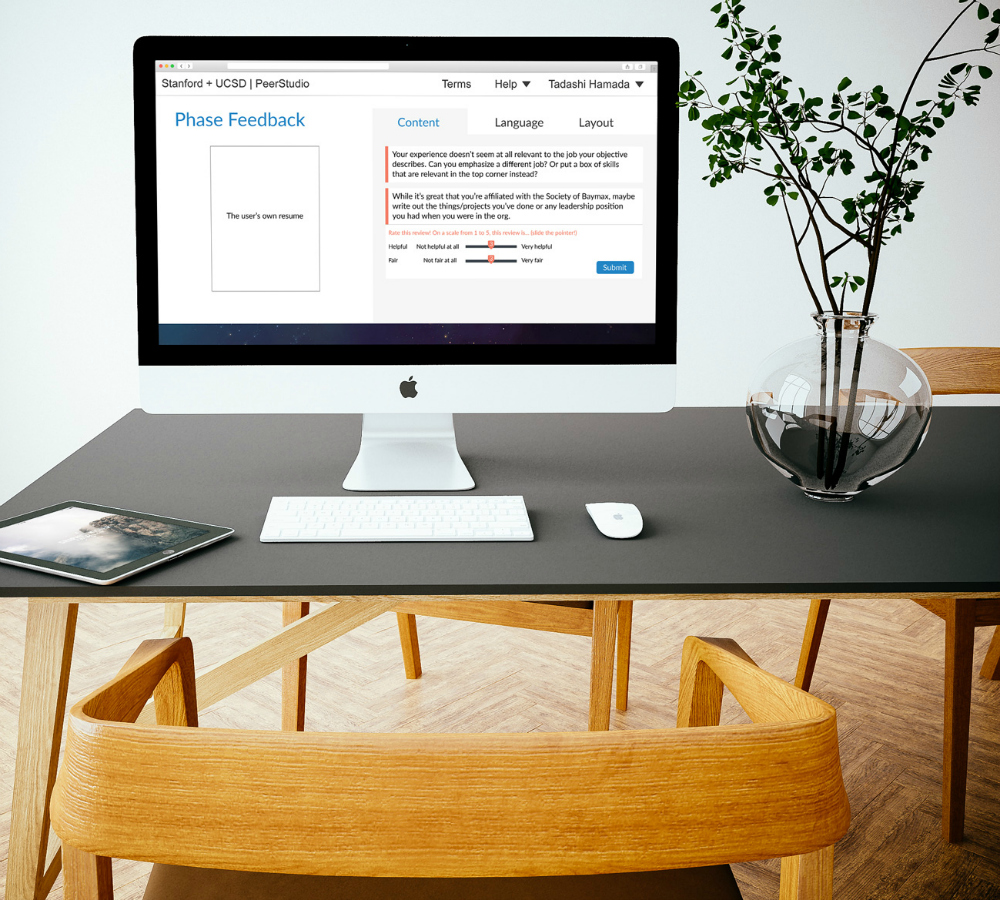 Stanford + UCSD | PeerStudio
Terms
Help
Tadashi Hamada
Phase Feedback
The user's own resume
Content
Language
Layout
Your experience doesn't seem at all relevant to the job your objective
describes. Can you emphasize a different job? Or put a box of skills
that are relevant in the top corner instead?
While it's great that you're affiliated with the Society of Baymax, maybe
write out the things/projects you've done or any leadership position
you had when you were in the org.
Rate this review! On a scale from 1 to 5, this review is... (slide the pointer!)
Helpful Not helpful at all Very helpful
Fair Not fair at all Very fair
Submit